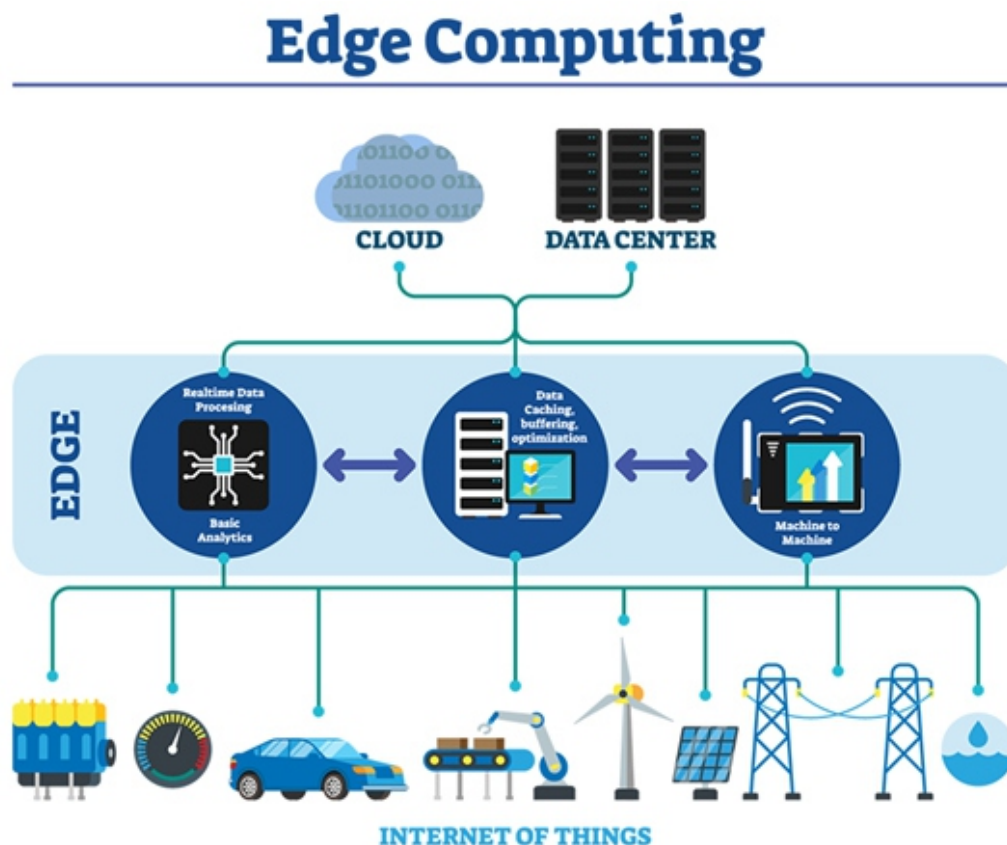 Edge Computing
101100 0
01101000 011
01101100 0110
CLOUD
DATA CENTER
EDGE
Realtime Data
Procesing
Basic
Analytics
Data
Caching,
buffering,
optimization
Machine to
Machine
INTERNET OF THINGS